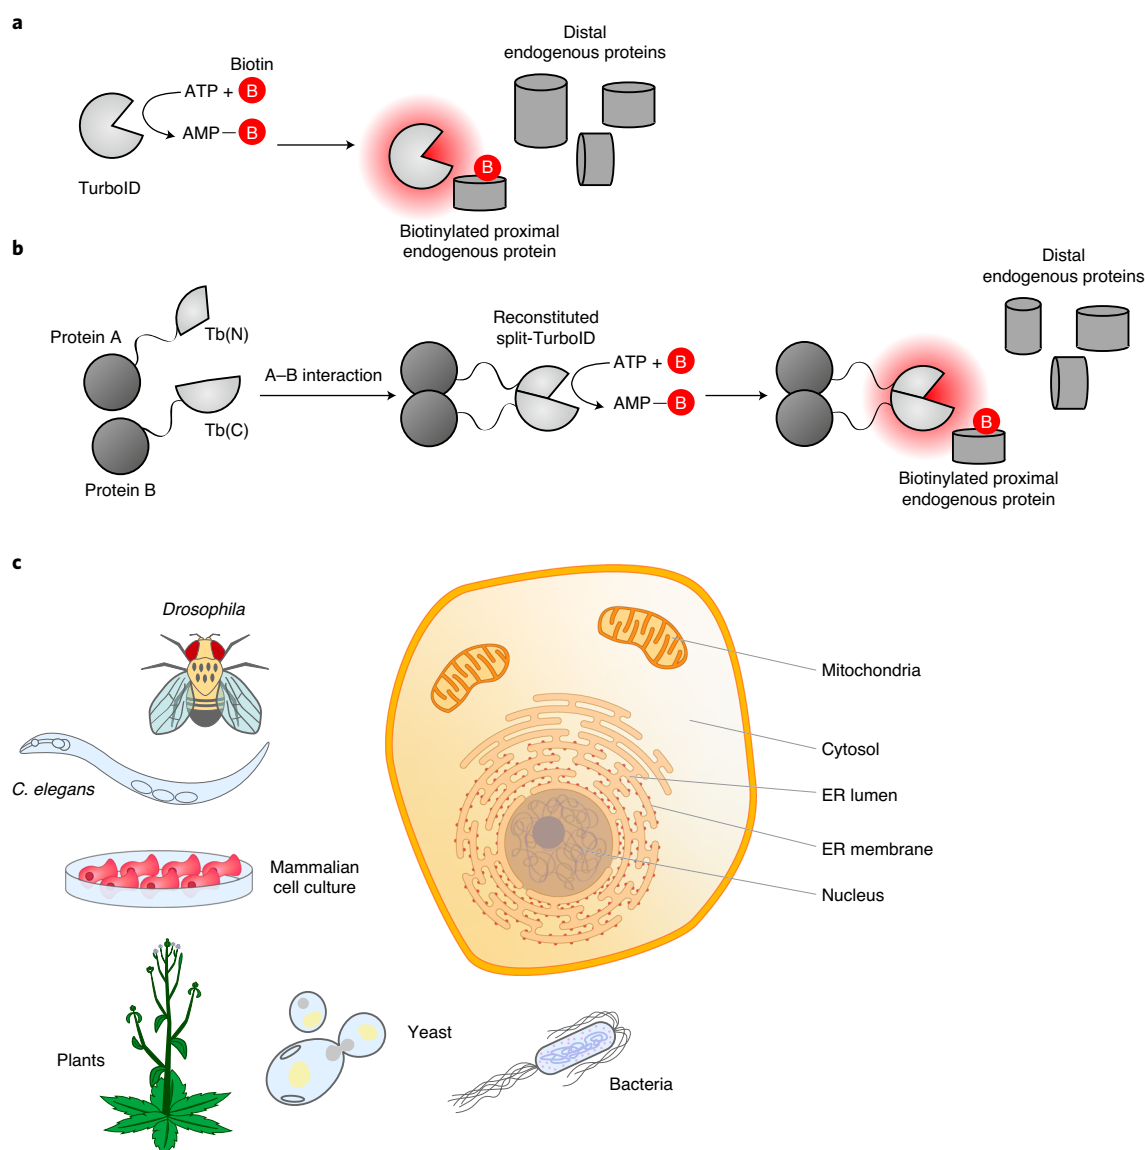 a
Distal
endogenous proteins
Biotin
ATP + B
AMP B
TurboID
B
Biotinylated proximal
endogenous protein
b
Distal
endogenous proteins
Protein A
Tb(N)
Tb(C)
Protein B
A–B interaction
Reconstituted
split-TurboID
ATP + B
AMP B
B
Biotinylated proximal
endogenous protein
c
Drosophila
C. elegans
Mammalian
cell culture
Plants
Yeast
Bacteria
Mitochondria
Cytosol
ER lumen
ER membrane
Nucleus